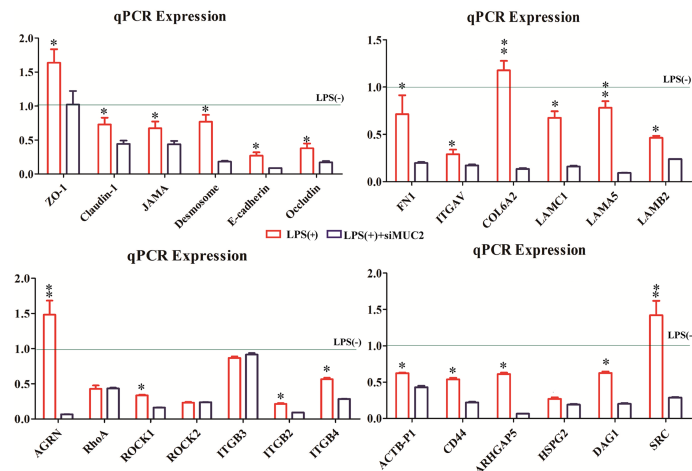 qPCR Expression
2.0
1.5
1.0
0.5
0.0
*
*
*
*
*
*
LPS(-)
ZO-1
Claudin-1
JAMA
Desmosome
E-cadherin
Occludin
qPCR Expression
1.5
1.0
0.5
0.0
*
*
**
*
**
*
LPS(-)
FN1
ITGAV
COL6A2
LAMC1
LAMA5
LAMB2
LPS(+) LPS(+)+siMUC2
qPCR Expression
2.0
1.5
1.0
0.5
0.0
**
*
*
*
LPS(-)
AGRN
RhoA
ROCK1
ROCK2
ITGB3
ITGB2
ITGB4
qPCR Expression
2.0
1.5
1.0
0.5
0.0
*
*
*
*
**
LPS(-)
ACTB-P1
CD44
ARHGAP5
HSPG2
DAG1
SRC